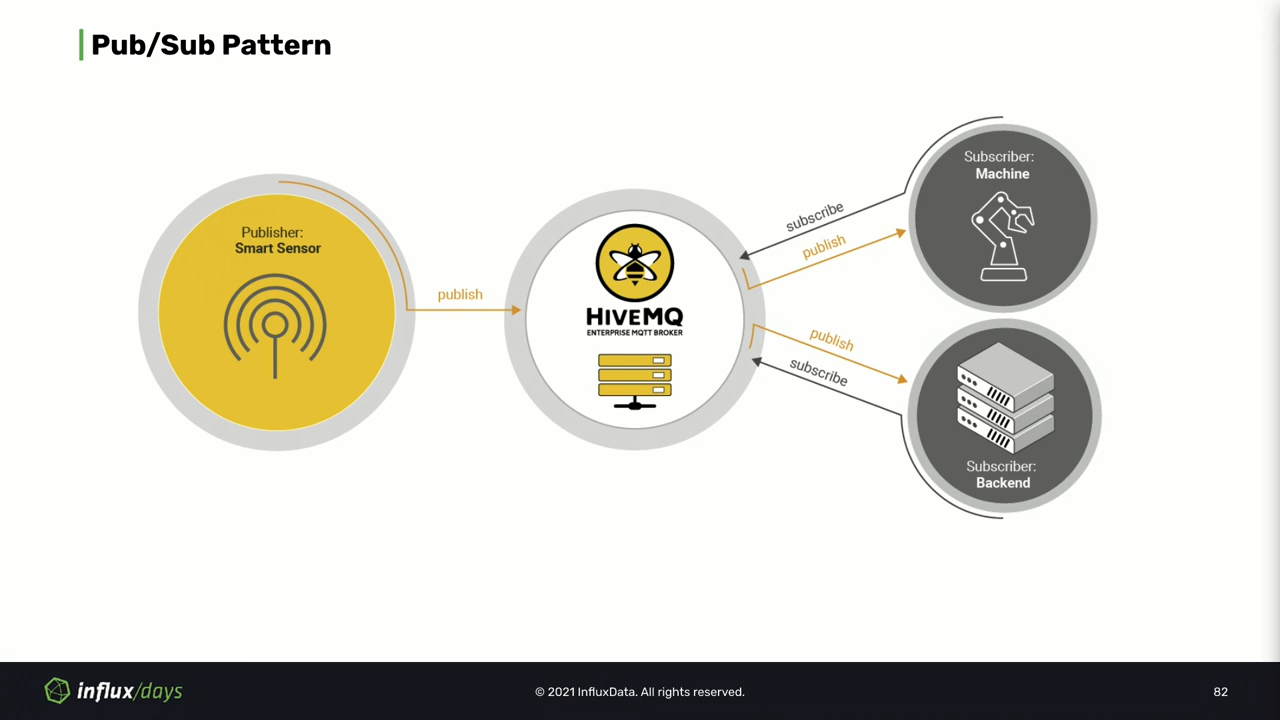 Pub/Sub Pattern
Publisher:
Smart Sensor
publish
HIVEMQ
ENTERPRISE MQTT BROKER
subscribe
publish
publish
subscribe
Subscriber:
Machine
Subscriber:
Backend
influx/days
© 2021 InfluxData. All rights reserved.
82